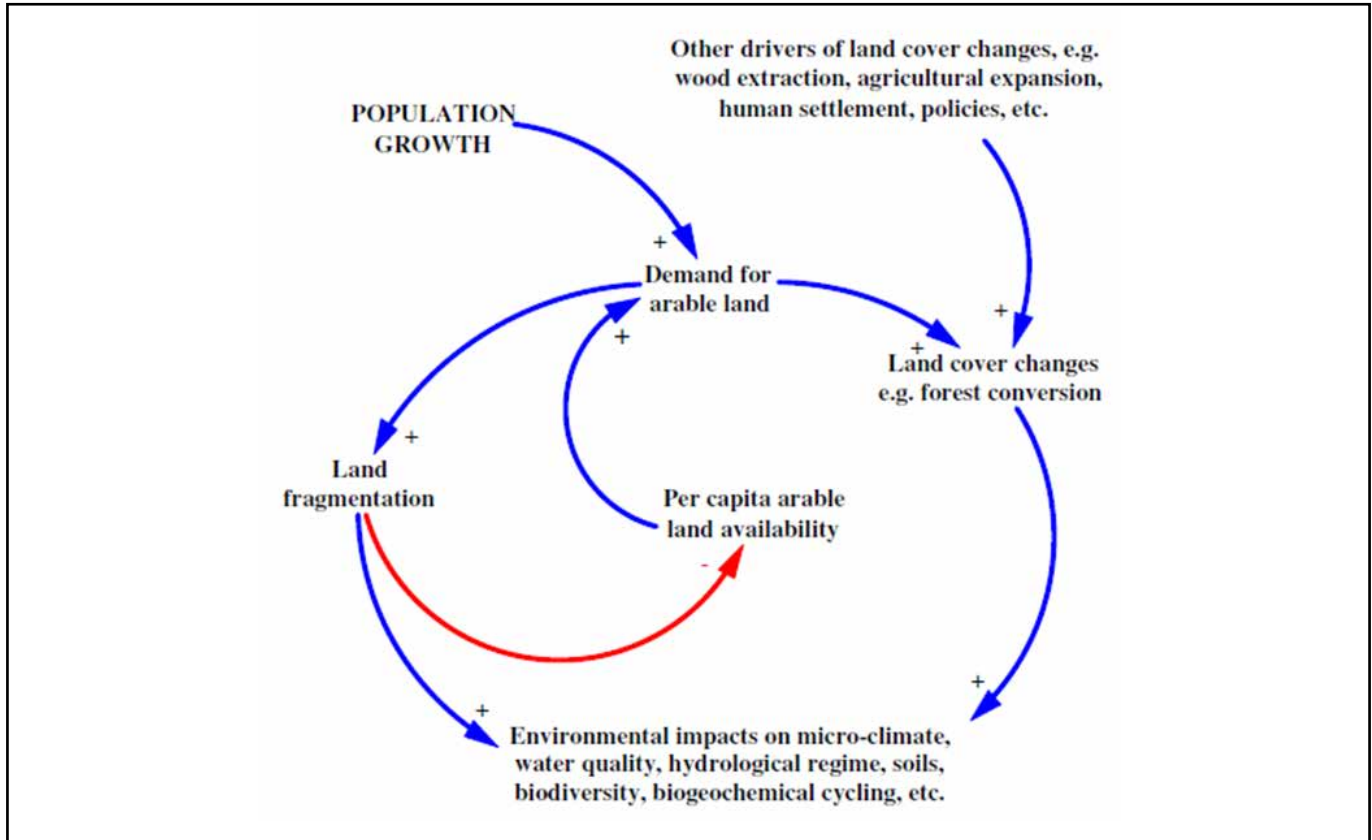 Other drivers of land cover changes, e.g.
wood extraction, agricultural expansion,
human settlement, policies, etc.
POPULATION
GROWTH
+
Demand for
arable land
+
+
+
Land cover changes
e.g. forest conversion
+
Land
fragmentation
Per capita arable
land availability
-
+
+
Environmental impacts on micro-climate,
water quality, hydrological regime, soils,
biodiversity, biogeochemical cycling, etc.